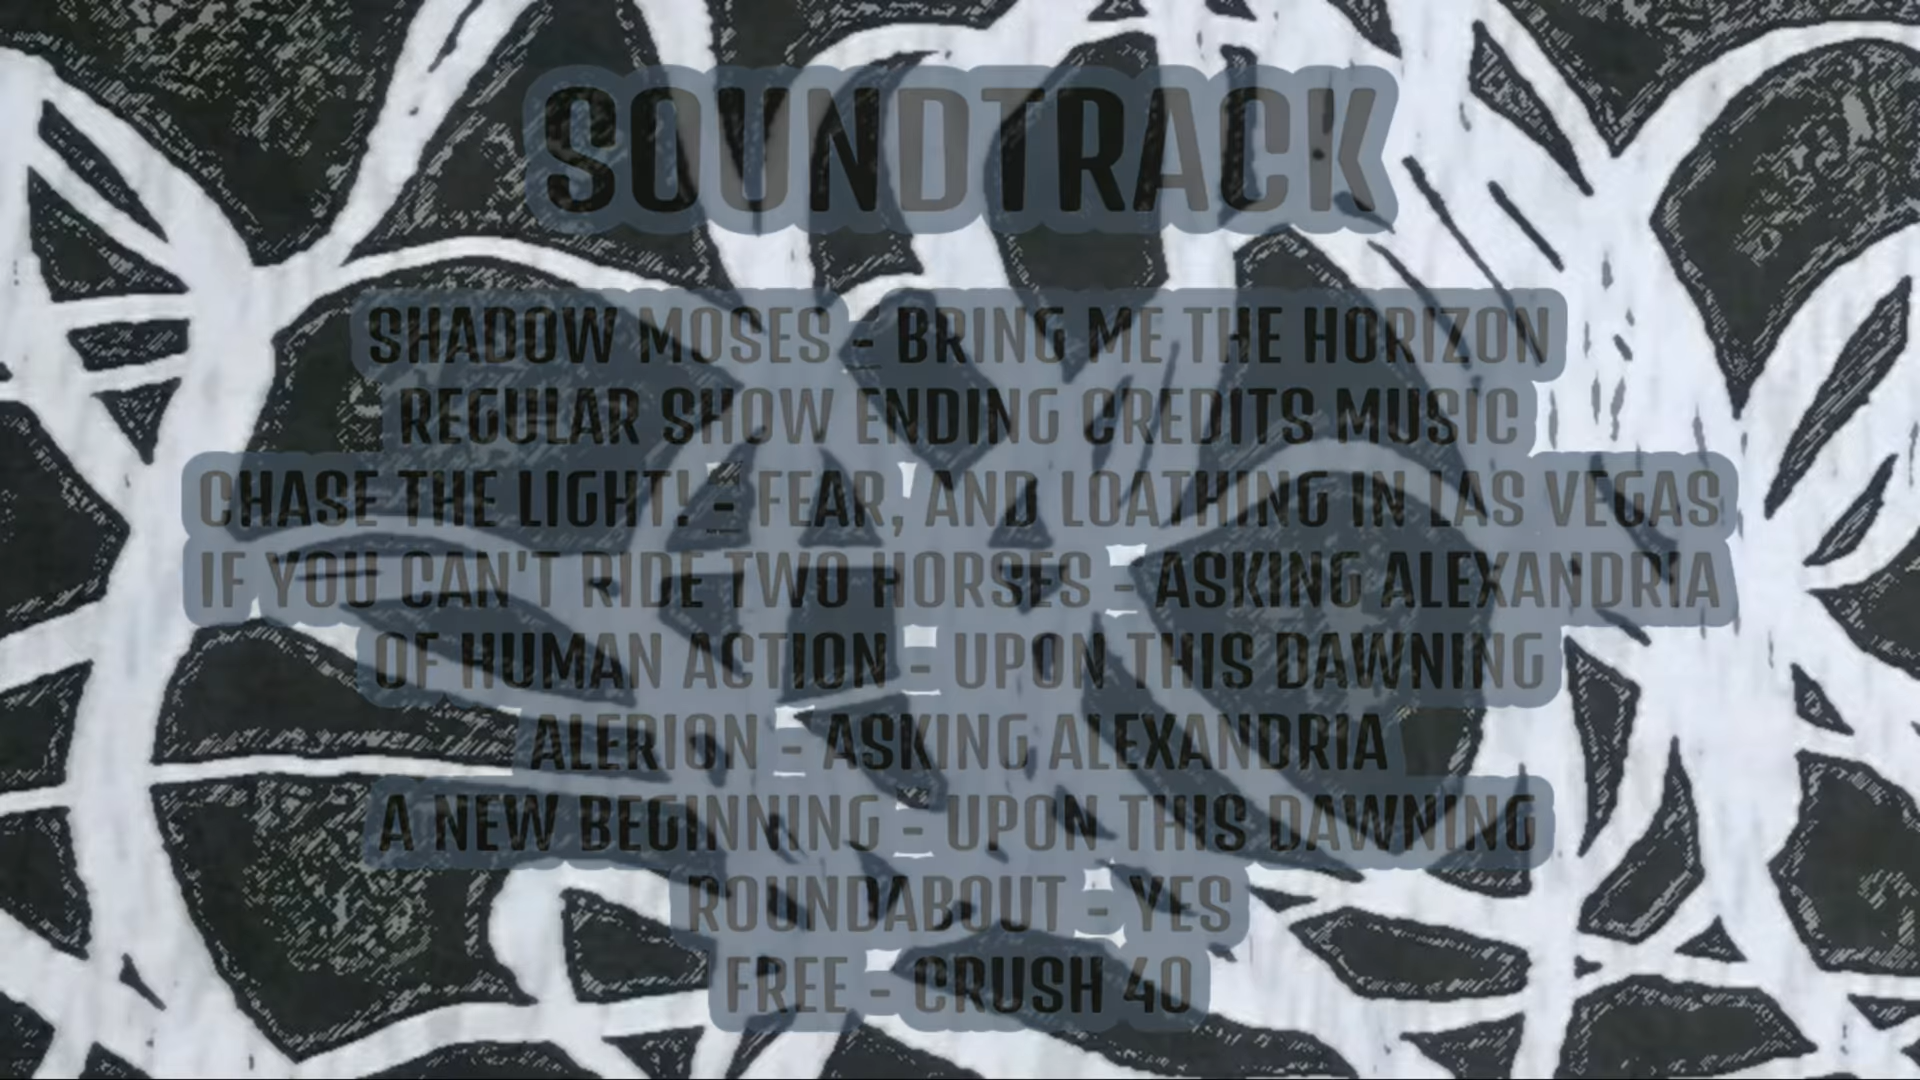 SOUNDTRACK
SHADOW MOSES - BRING ME THE HORIZON
REGULAR SHOW ENDING CREDITS MUSIC
CHASE THE LIGHT! - FEAR, AND LOATHING IN LAS VEGAS
IF YOU CAN'T RIDE TWO HORSES - ASKING ALEXANDRIA
OF HUMAN ACTION - UPON THIS DAWNING
ALERION - ASKING ALEXANDRIA
A NEW BEGINNING - UPON THIS DAWNING
ROUNDABOUT - YES
FREE - CRUSH 40